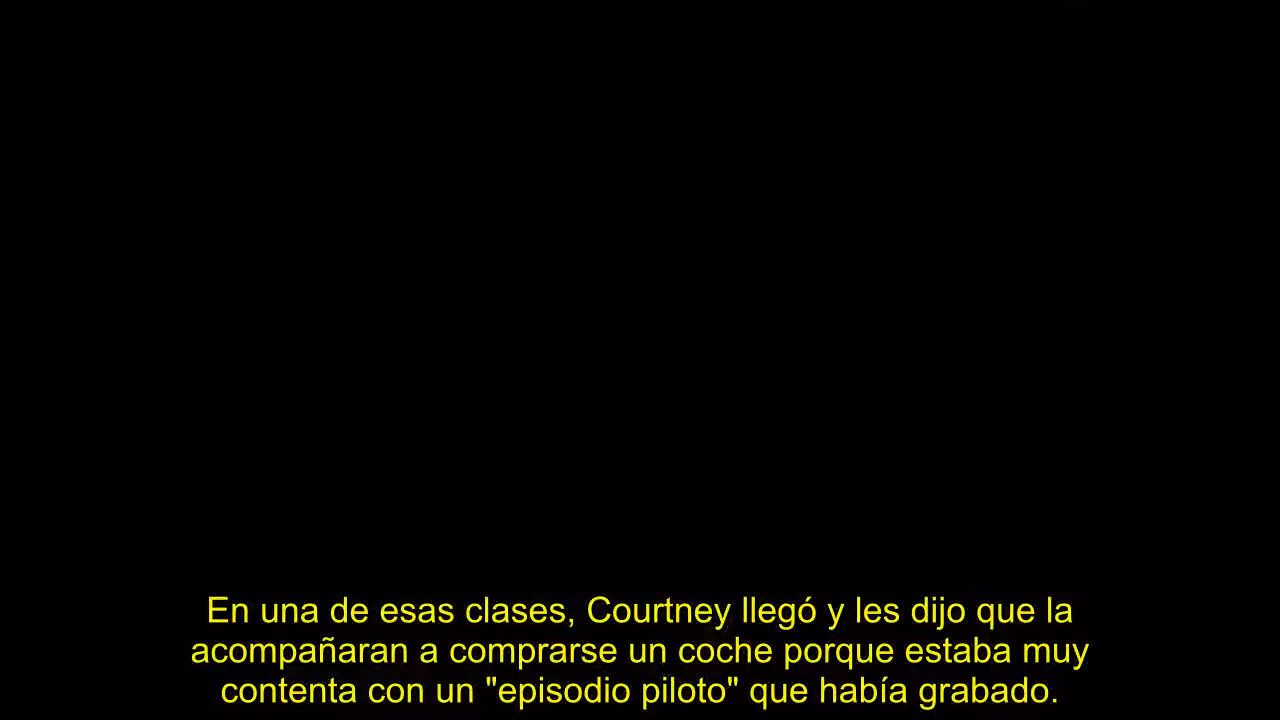 En una de esas clases, Courtney llegó y les dijo que la
acompañaran a comprarse un coche porque estaba muy
contenta con un "episodio piloto" que había grabado.